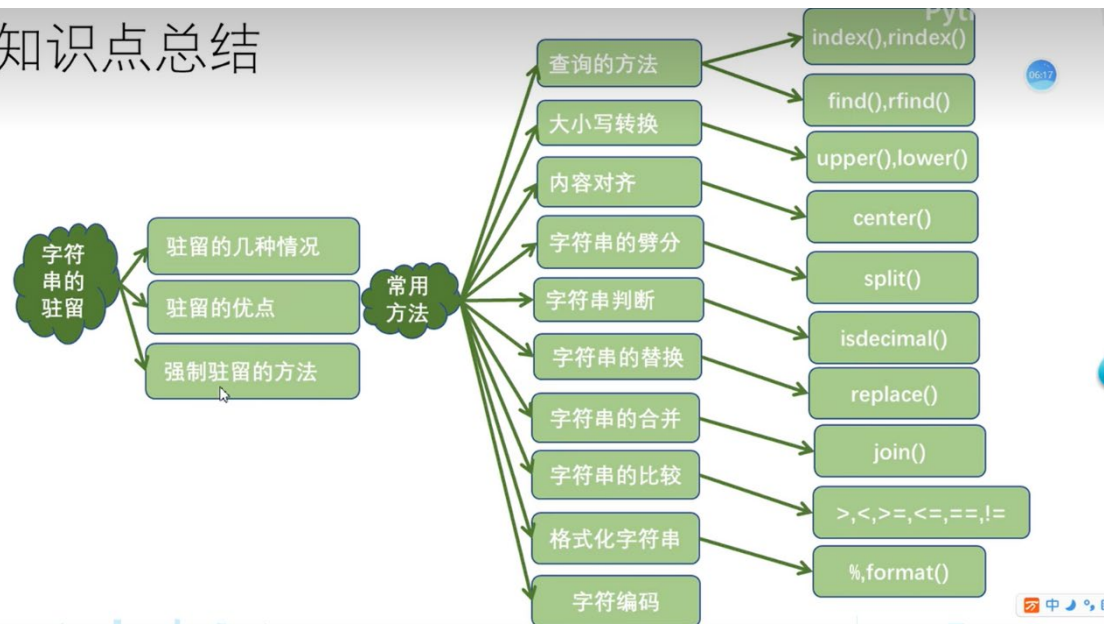 知识点总结
字符
串的
驻留
驻留的几种情况
驻留的优点
强制驻留的方法
常用
方法
查询的方法
大小写转换
内容对齐
字符串的劈分
字符串判断
字符串的替换
字符串的合并
字符串的比较
格式化字符串
字符编码
index(),rindex()
find(),rfind()
upper(),lower()
center()
split()
isdecimal()
replace()
join()
>,<,>=,<=,==,!=
%,format()
06:17
万 中